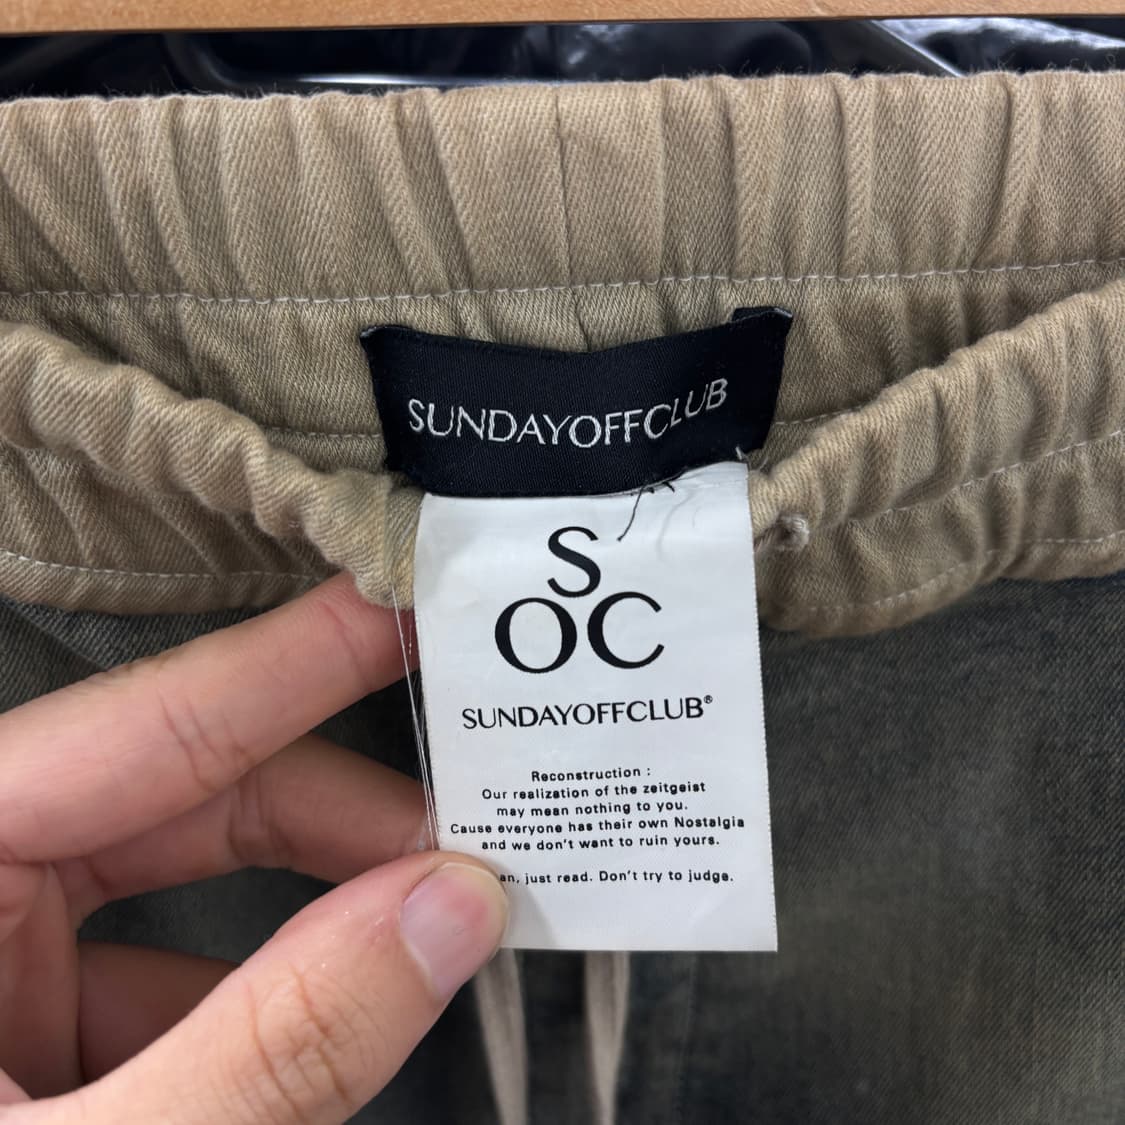 SUNDAYOFFCLUB
S
OC
SUNDAYOFFCLUB®
Reconstruction :
Our realization of the zeitgeist
may mean nothing to you.
Cause everyone has their own Nostalgia
and we don't want to ruin yours.
just read. Don't try to judge.